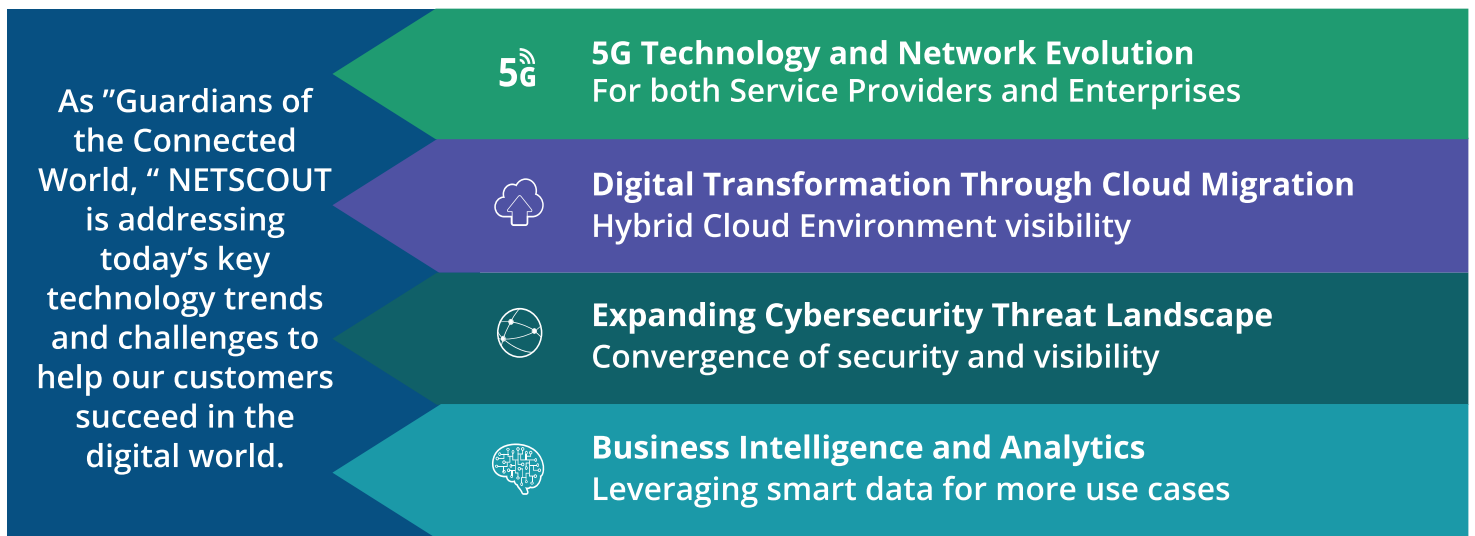 As ”Guardians of
the Connected
World, “ NETSCOUT
is addressing
today’s key
technology trends
and challenges to
help our customers
succeed in the
digital world.
5G
5G Technology and Network Evolution
For both Service Providers and Enterprises
Digital Transformation Through Cloud Migration
Hybrid Cloud Environment visibility
Expanding Cybersecurity Threat Landscape
Convergence of security and visibility
Business Intelligence and Analytics
Leveraging smart data for more use cases